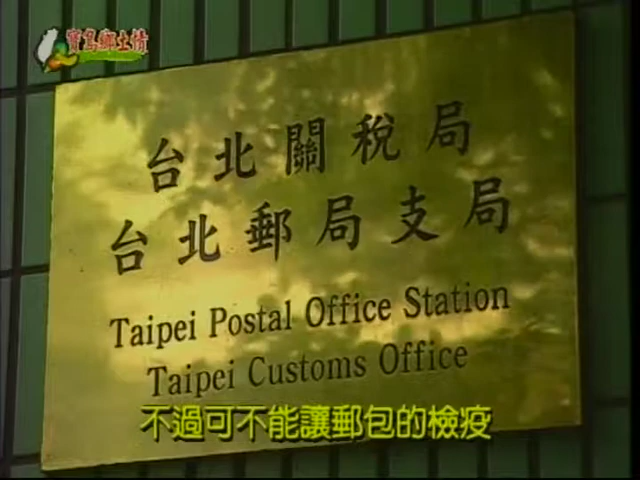 寶島鄉土情
台北關稅局
台北郵局支局
Taipei Postal Office Station
Taipei Customs Office
不過可不能讓郵包的檢疫